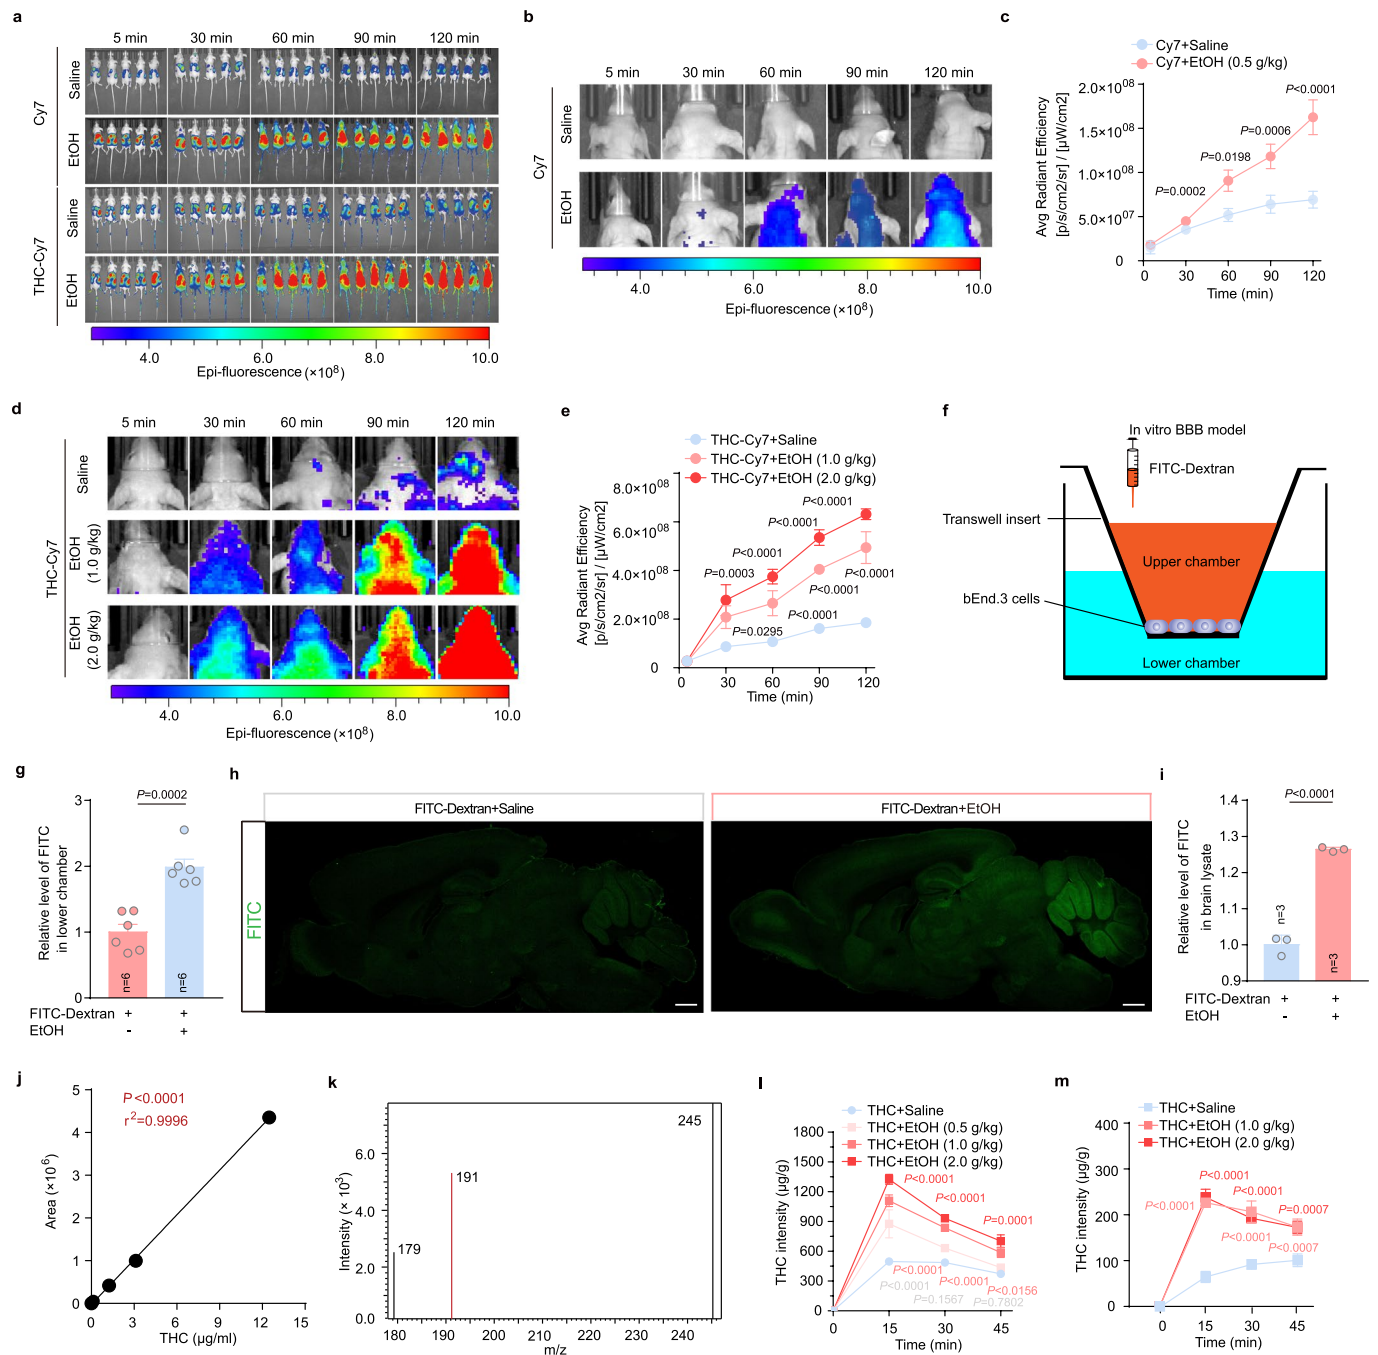 a
5 min 30 min 60 min 90 min 120 min
Cy7
Saline
EtOH
THC-Cy7
Saline
EtOH
4.0 6.0 8.0 10.0
Epi-fluorescence (×10⁸)
b
5 min 30 min 60 min 90 min 120 min
Cy7
Saline
EtOH
4.0 6.0 8.0 10.0
Epi-fluorescence (×10⁸)
c
Cy7+Saline
Cy7+EtOH (0.5 g/kg)
Avg Radiant Efficiency
[p/s/cm2/sr] / [μW/cm2]
2.0×10⁰⁸
1.5×10⁰⁸
1.0×10⁰⁸
5.0×10⁰⁷
0
P=0.0002
P=0.0198
P=0.0006
P<0.0001
0 30 60 90 120
Time (min)
d
5 min 30 min 60 min 90 min 120 min
THC-Cy7
Saline
EtOH
(1.0 g/kg)
EtOH
(2.0 g/kg)
4.0 6.0 8.0 10.0
Epi-fluorescence (×10⁸)
e
THC-Cy7+Saline
THC-Cy7+EtOH (1.0 g/kg)
THC-Cy7+EtOH (2.0 g/kg)
Avg Radiant Efficiency
[p/s/cm2/sr] / [μW/cm2]
8.0×10⁰⁸
6.0×10⁰⁸
4.0×10⁰⁸
2.0×10⁰⁸
0
P<0.0001
P<0.0001
P<0.0001
P=0.0003
P<0.0001
P<0.0001
P<0.0001
P=0.0295
0 30 60 90 120
Time (min)
f
In vitro BBB model
FITC-Dextran
Transwell insert
Upper chamber
bEnd.3 cells
Lower chamber
g
P=0.0002
Relative level of FITC
in lower chamber
3
2
1
0
n=6 n=6
FITC-Dextran + +
EtOH - +
h
FITC-Dextran+Saline FITC-Dextran+EtOH
FITC
i
P<0.0001
Relative level of FITC
in brain lysate
1.4
1.3
1.2
1.1
1.0
0.9
n=3
n=3
FITC-Dextran + +
EtOH - +
j
P<0.0001
r²=0.9996
Area (×10⁶)
5
4
3
2
1
0
0 3 6 9 12 15
THC (μg/ml)
k
245
191
179
Intensity (× 10³)
6.0
4.0
2.0
0.0
180 190 200 210 220 230 240
m/z
l
THC+Saline
THC+EtOH (0.5 g/kg)
THC+EtOH (1.0 g/kg)
THC+EtOH (2.0 g/kg)
THC intensity (μg/g)
1800
1500
1200
900
600
300
0
P<0.0001
P<0.0001
P=0.0001
P<0.0001
P<0.0001
P<0.0156
P<0.0001
P=0.1567
P=0.7802
0 15 30 45
Time (min)
m
THC+Saline
THC+EtOH (1.0 g/kg)
THC+EtOH (2.0 g/kg)
THC intensity (μg/g)
400
300
200
100
0
P<0.0001
P<0.0001
P<0.0001
P=0.0007
P<0.0001
P<0.0007
0 15 30 45
Time (min)